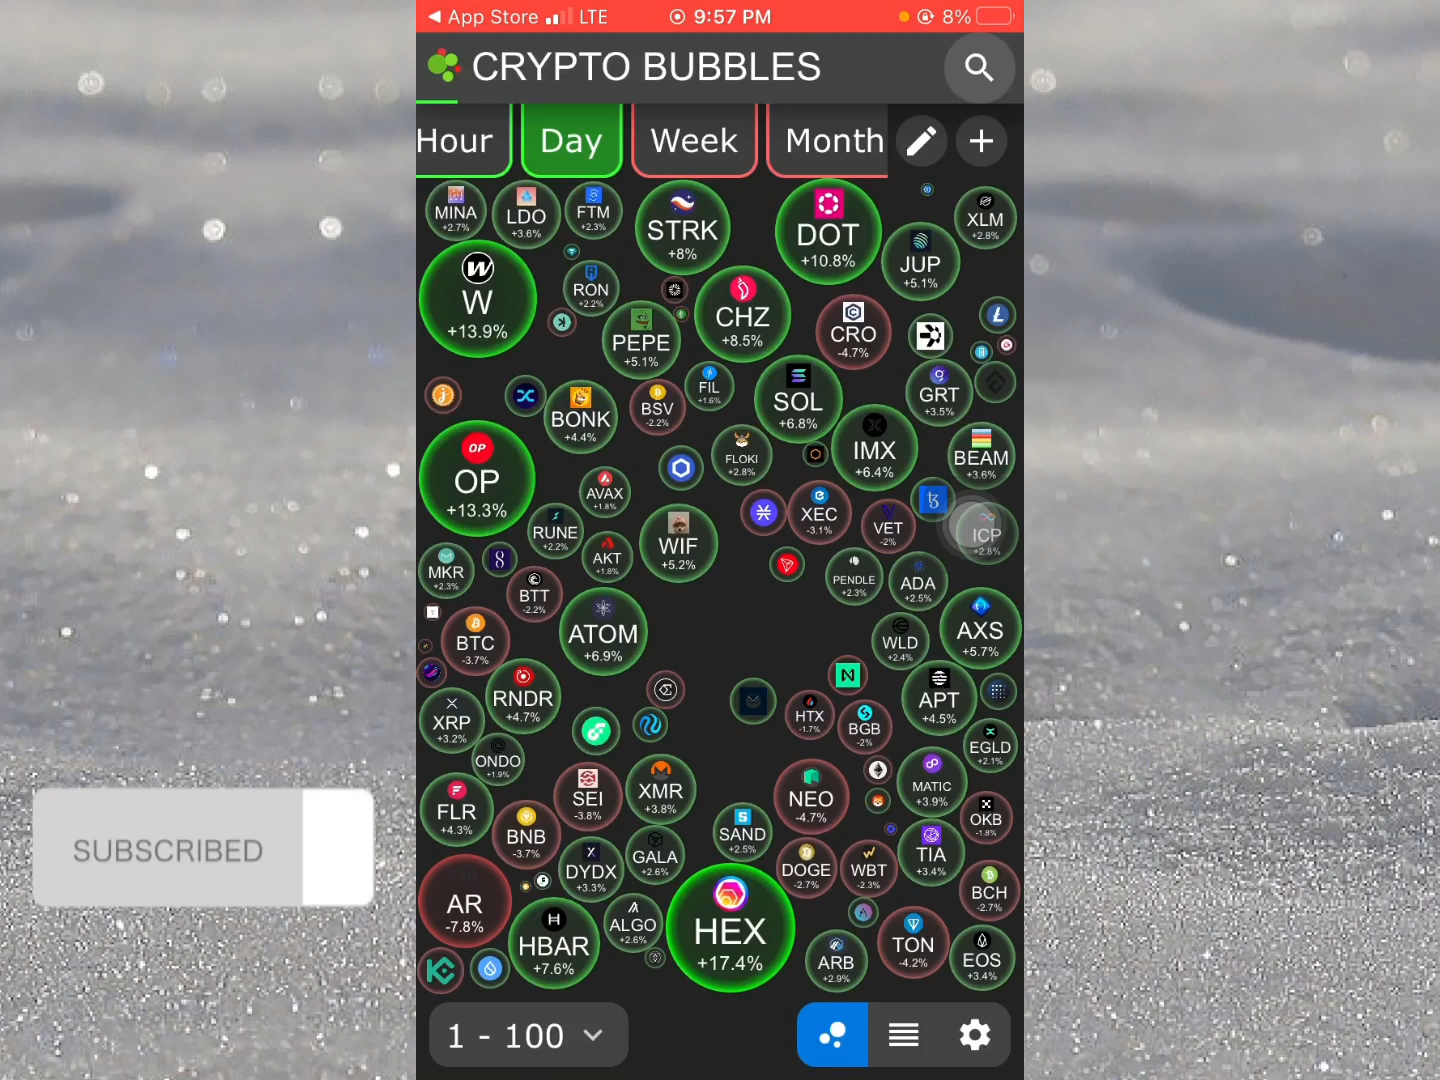 ◀ App Store LTE 9:57 PM 8%
CRYPTO BUBBLES
Hour Day Week Month
MINA
+2.7%
LDO
+3.6%
FTM
+2.3%
STRK
+8%
DOT
+10.8%
XLM
+2.8%
JUP
+5.1%
W
+13.9%
RON
+2.2%
PEPE
+5.1%
CHZ
+8.5%
CRO
-4.7%
BONK
+4.4%
BSV
-2.2%
FIL
+1.6%
SOL
+6.8%
GRT
+3.5%
OP
OP
+13.3%
FLOKI
+2.8%
IMX
+6.4%
BEAM
+3.6%
AVAX
+1.8%
RUNE
+2.2%
AKT
+1.8%
WIF
+5.2%
XEC
-3.1%
VET
-2%
ICP
+2.8%
MKR
+2.3%
BTT
-2.2%
PENDLE
+2.3%
ADA
+2.5%
BTC
-3.7%
ATOM
+6.9%
WLD
+2.4%
AXS
+5.7%
XRP
+3.2%
RNDR
+4.7%
HTX
-1.7%
BGB
-2%
APT
+4.5%
ONDO
+1.9%
EGLD
+2.1%
FLR
+4.3%
SEI
-3.8%
XMR
+3.8%
NEO
-4.7%
MATIC
+3.9%
OKB
-1.8%
BNB
-3.7%
SAND
+2.5%
DYDX
+3.3%
GALA
+2.6%
DOGE
-2.7%
WBT
-2.3%
TIA
+3.4%
BCH
-2.7%
AR
-7.8%
HBAR
+7.6%
ALGO
+2.6%
HEX
+17.4%
ARB
+2.9%
TON
-4.2%
EOS
+3.4%
1 - 100
SUBSCRIBED